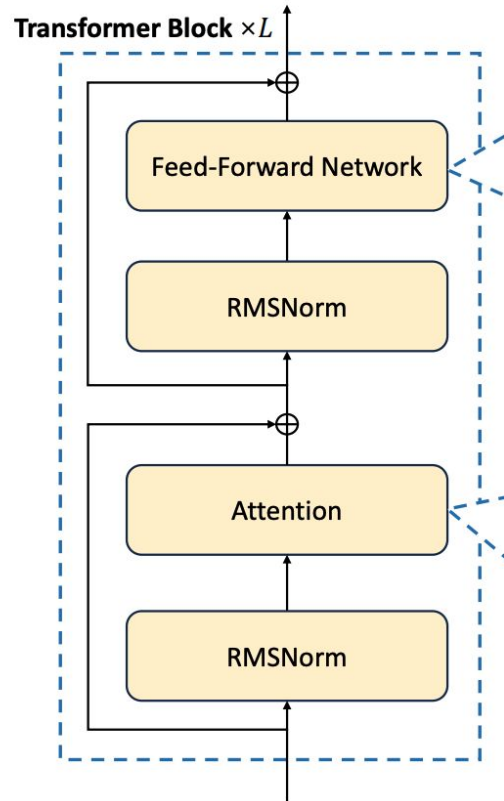 Transformer Block ×L
Feed-Forward Network
RMSNorm
Attention
RMSNorm